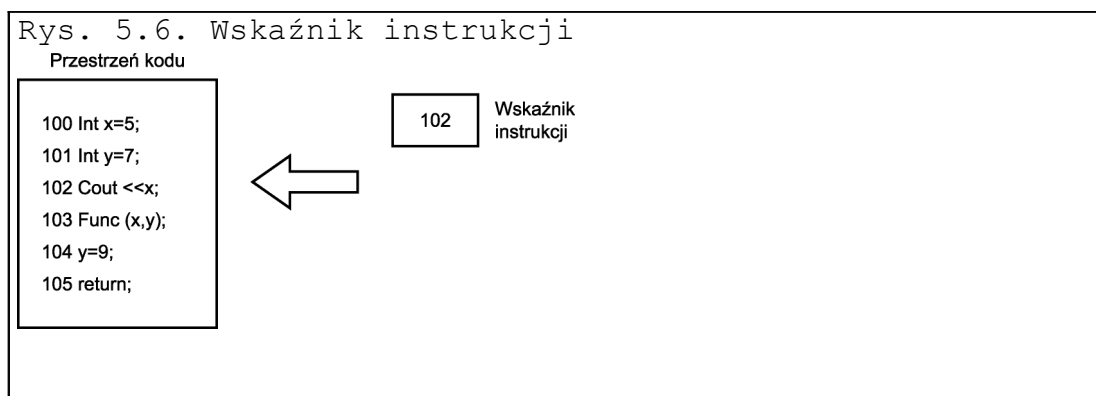 Rys. 5.6. Wskaźnik instrukcji
Przestrzeń kodu
100 Int x=5;
101 Int y=7;
102 Cout <<x;
103 Func (x,y);
104 y=9;
105 return;
102
Wskaźnik
instrukcji